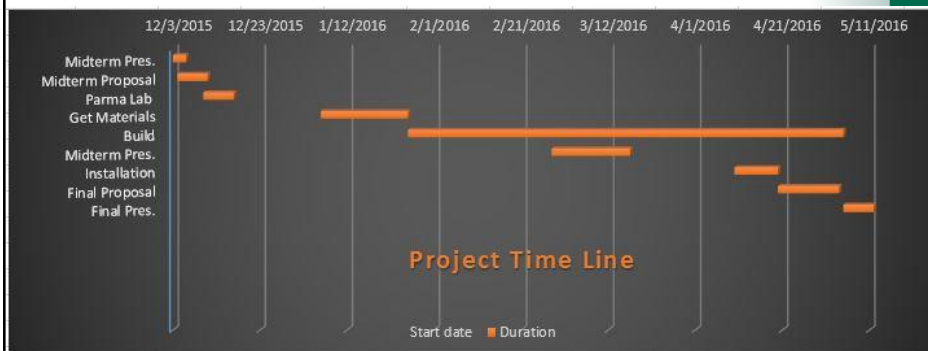 12/3/2015 12/23/2015 1/12/2016 2/1/2016 2/21/2016 3/12/2016 4/1/2016 4/21/2016 5/11/2016
Midterm Pres.
Midterm Proposal
Parma Lab
Get Materials
Build
Midterm Pres.
Installation
Final Proposal
Final Pres.
Project Time Line
Start date Duration